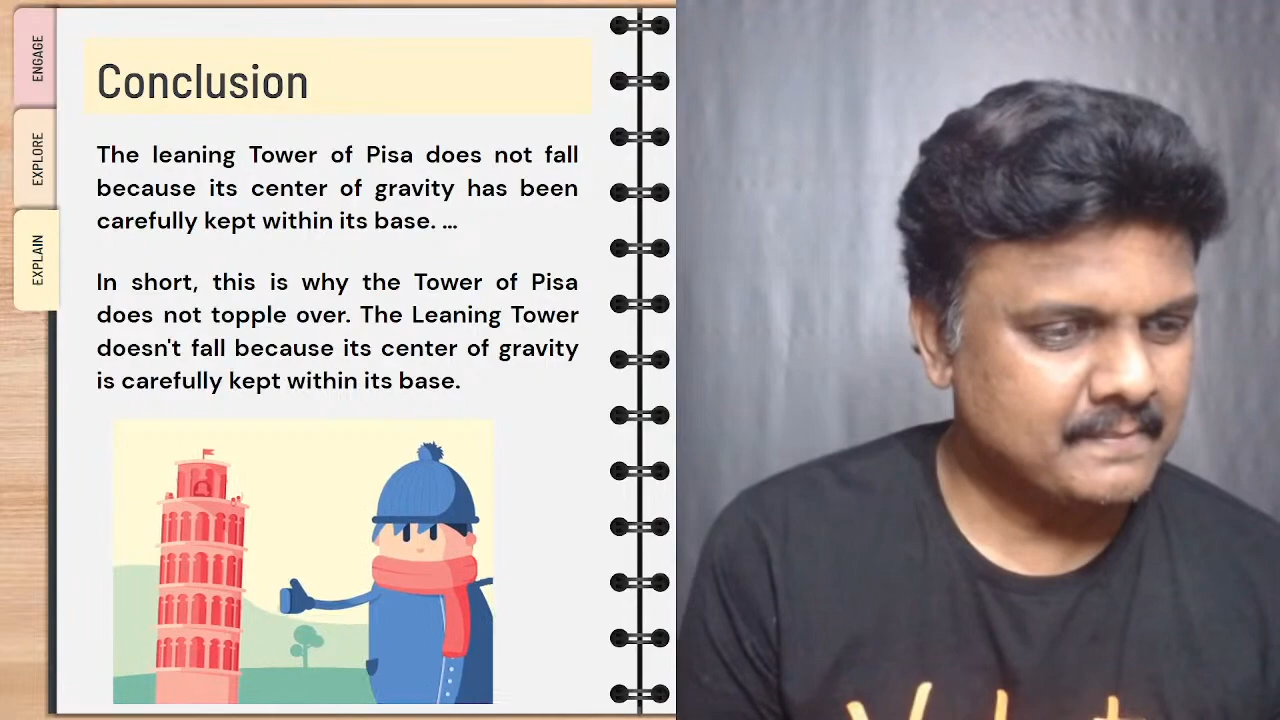 ENGAGE
EXPLORE
EXPLAIN
Conclusion
The leaning Tower of Pisa does not fall
because its center of gravity has been
carefully kept within its base. ...
In short, this is why the Tower of Pisa
does not topple over. The Leaning Tower
doesn't fall because its center of gravity
is carefully kept within its base.